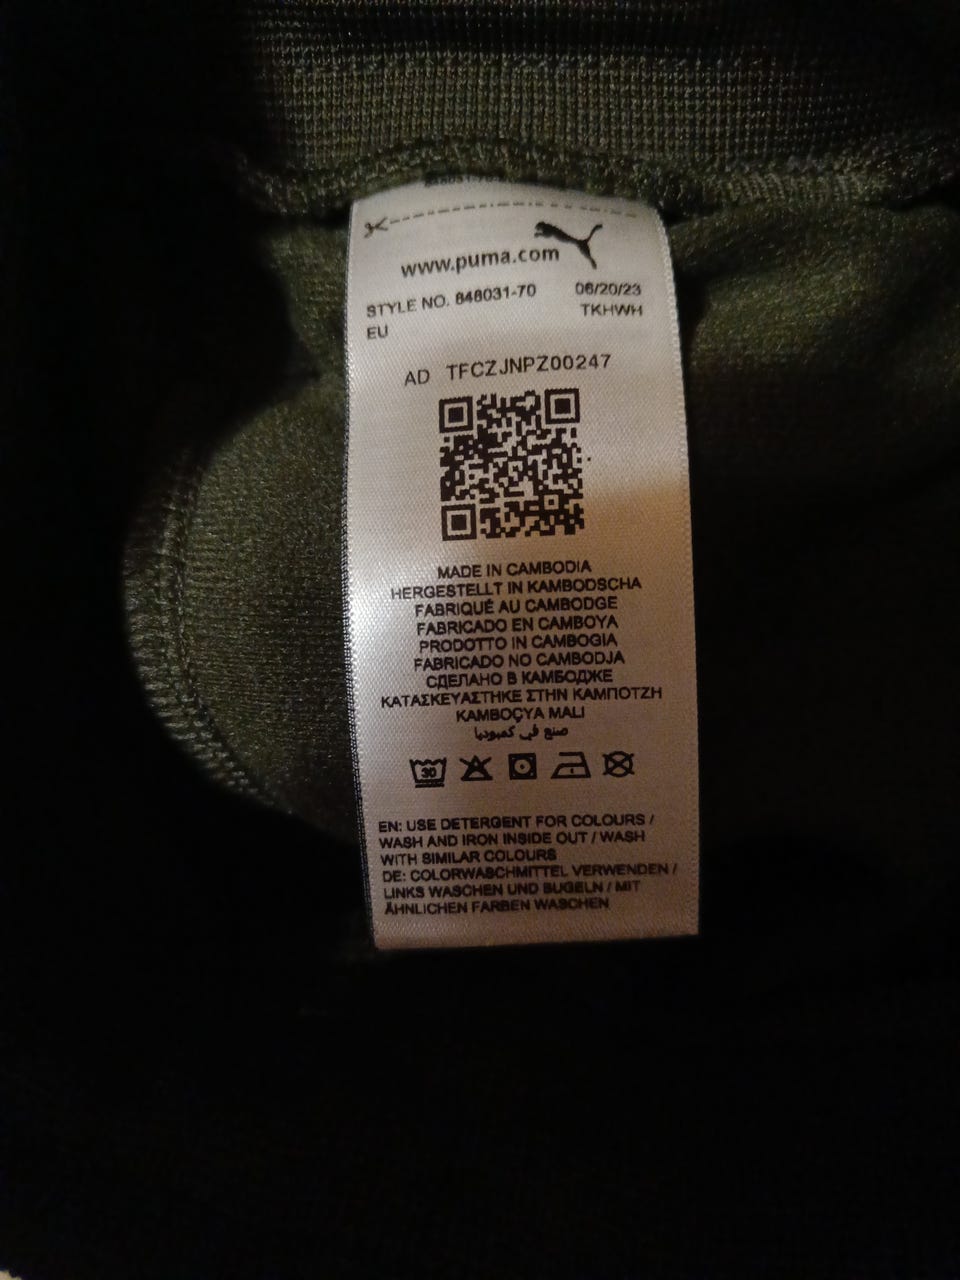 www.puma.com
STYLE NO. 848031-70 06/20/23
EU TKHWH
AD TFCZJNPZ00247
MADE IN CAMBODIA
HERGESTELLT IN KAMBODSCHA
FABRIQUÉ AU CAMBODGE
FABRICADO EN CAMBOYA
PRODOTTO IN CAMBOGIA
FABRICADO NO CAMBODJA
СДЕЛАНО В КАМБОДЖЕ
ΚΑΤΑΣΚΕΥΑΣΤΗΚΕ ΣΤΗΝ ΚΑΜΠΟΤΖΗ
KAMBOÇYA MALI
صنع في كمبوديا
30
EN: USE DETERGENT FOR COLOURS /
WASH AND IRON INSIDE OUT / WASH
WITH SIMILAR COLOURS
DE: COLORWASCHMITTEL VERWENDEN /
LINKS WASCHEN UND BÜGELN / MIT
ÄHNLICHEN FARBEN WASCHEN